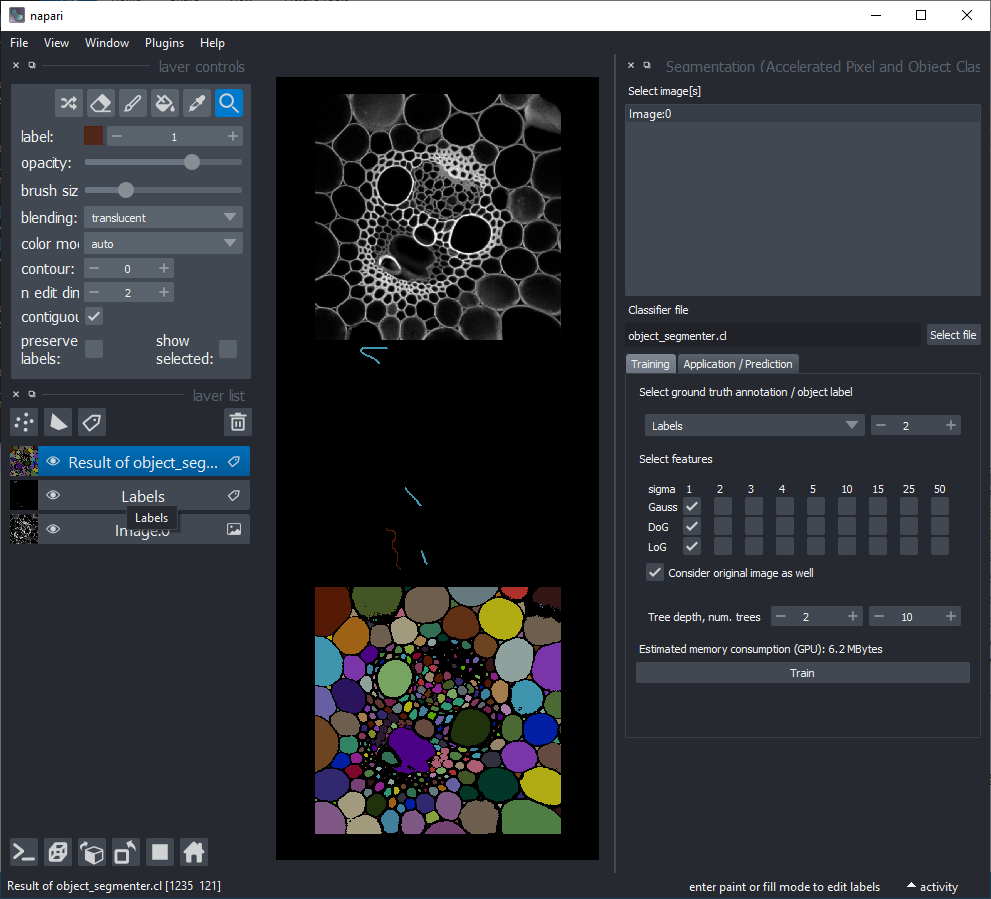 napari
File View Window Plugins Help
layer controls
label: 1
opacity:
brush siz
blending: translucent
color mo auto
contour: 0
n edit din 2
contiguou
preserve labels:
show selected:
layer list
Result of object_seg...
Labels
Labels
Image:0
Result of object_segmenter.cl [1235 121]
Segmentation (Accelerated Pixel and Object Clas
Select image[s]
Image:0
Classifier file
object_segmenter.cl Select file
Training Application / Prediction
Select ground truth annotation / object label
Labels 2
Select features
sigma 1 2 3 4 5 10 15 25 50
Gauss
DoG
LoG
Consider original image as well
Tree depth, num. trees 2 10
Estimated memory consumption (GPU): 6.2 MBytes
Train
enter paint or fill mode to edit labels activity